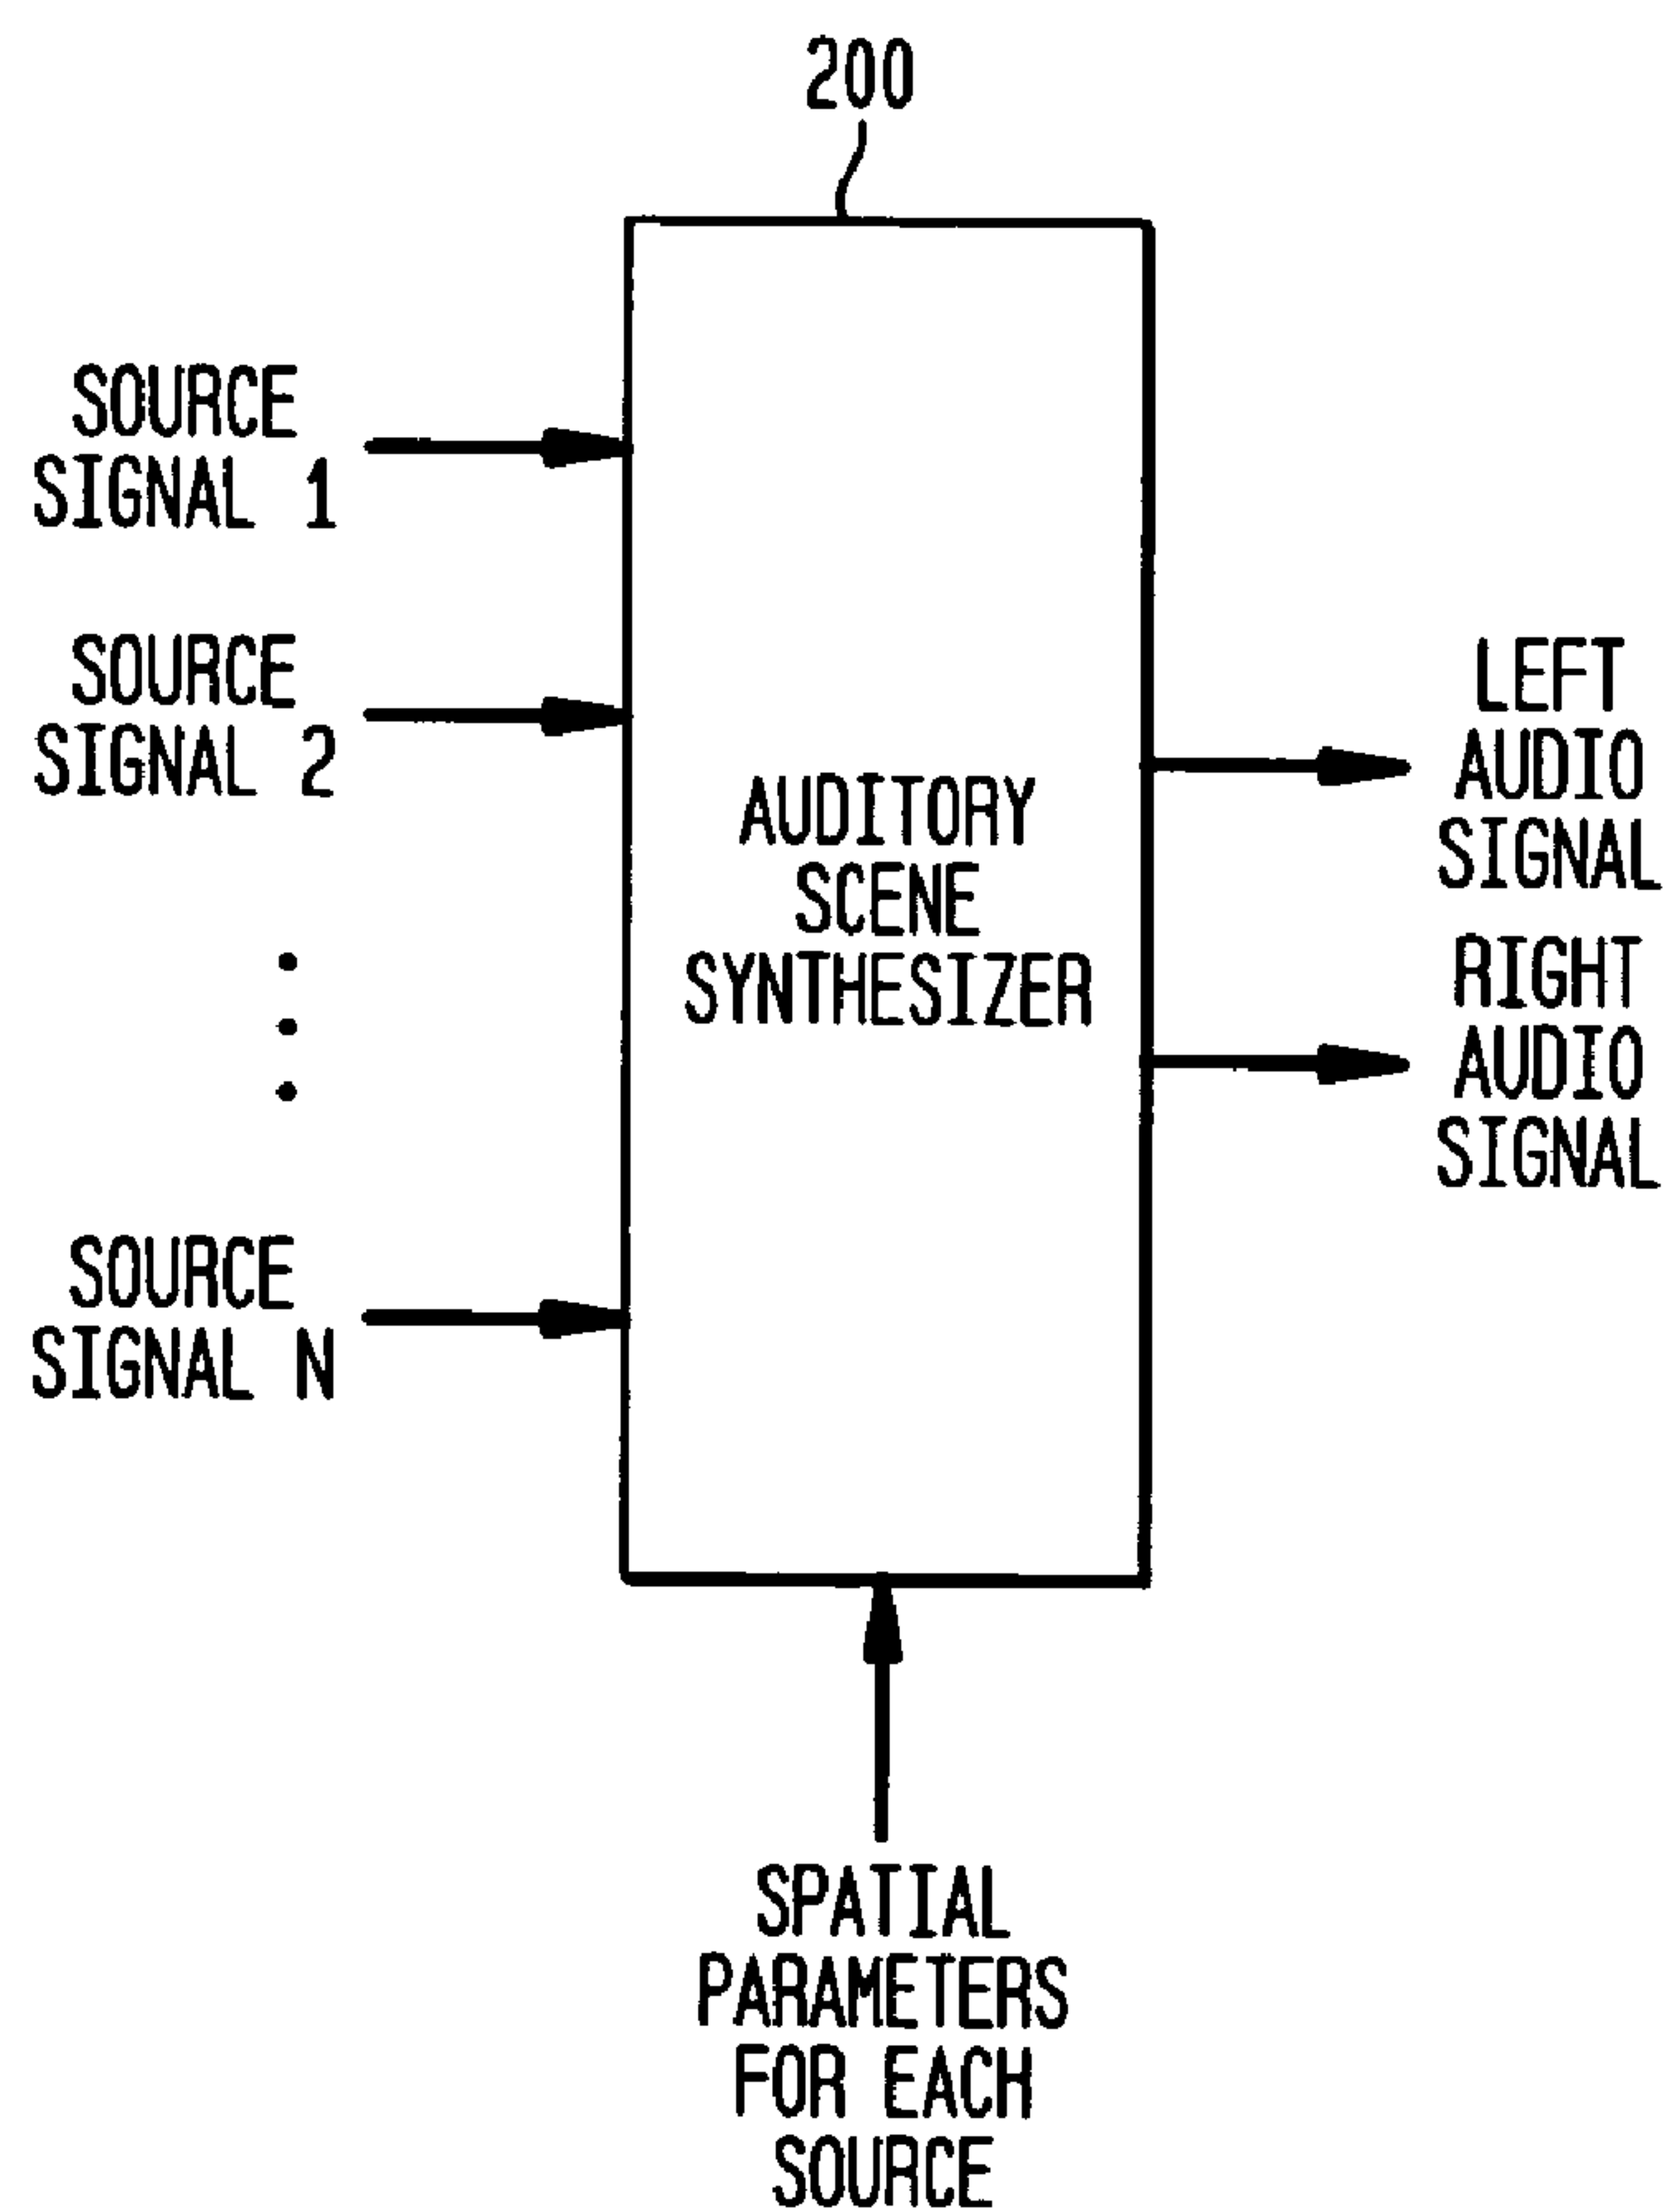 200
SOURCE
SIGNAL 1
SOURCE
SIGNAL 2
SOURCE
SIGNAL N
AUDITORY
SCENE
SYNTHESIZER
LEFT
AUDIO
SIGNAL
RIGHT
AUDIO
SIGNAL
SPATIAL
PARAMETERS
FOR EACH
SOURCE